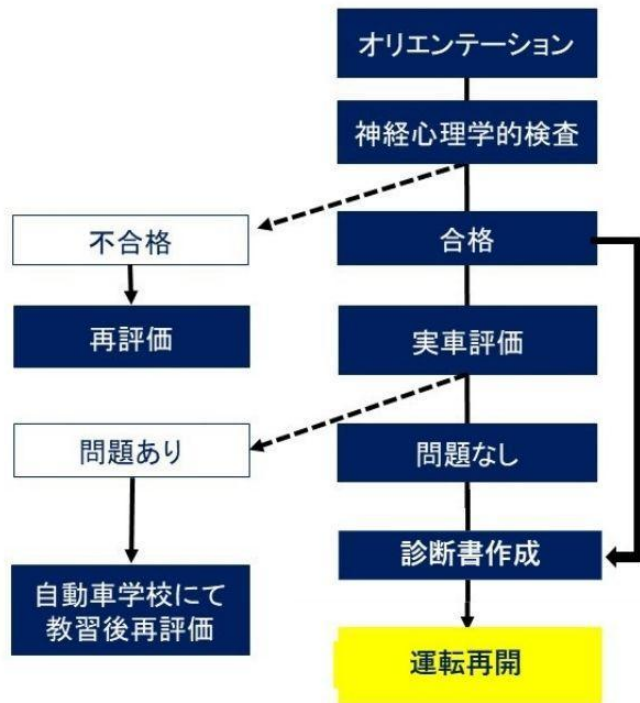 オリエンテーション
神経心理学的検査
不合格
合格
再評価
実車評価
問題あり
問題なし
診断書作成
自動車学校にて
教習後再評価
運転再開